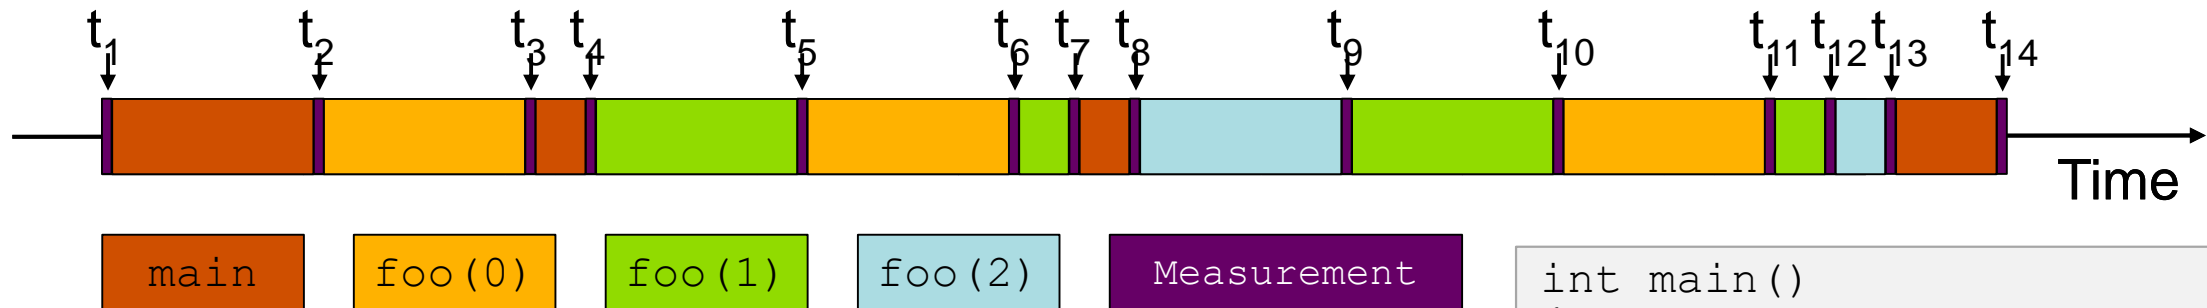 t1 t2 t3 t4 t5 t6 t7 t8 t9 t10 t11 t12 t13 t14
Time
main foo(0) foo(1) foo(2) Measurement
int main()